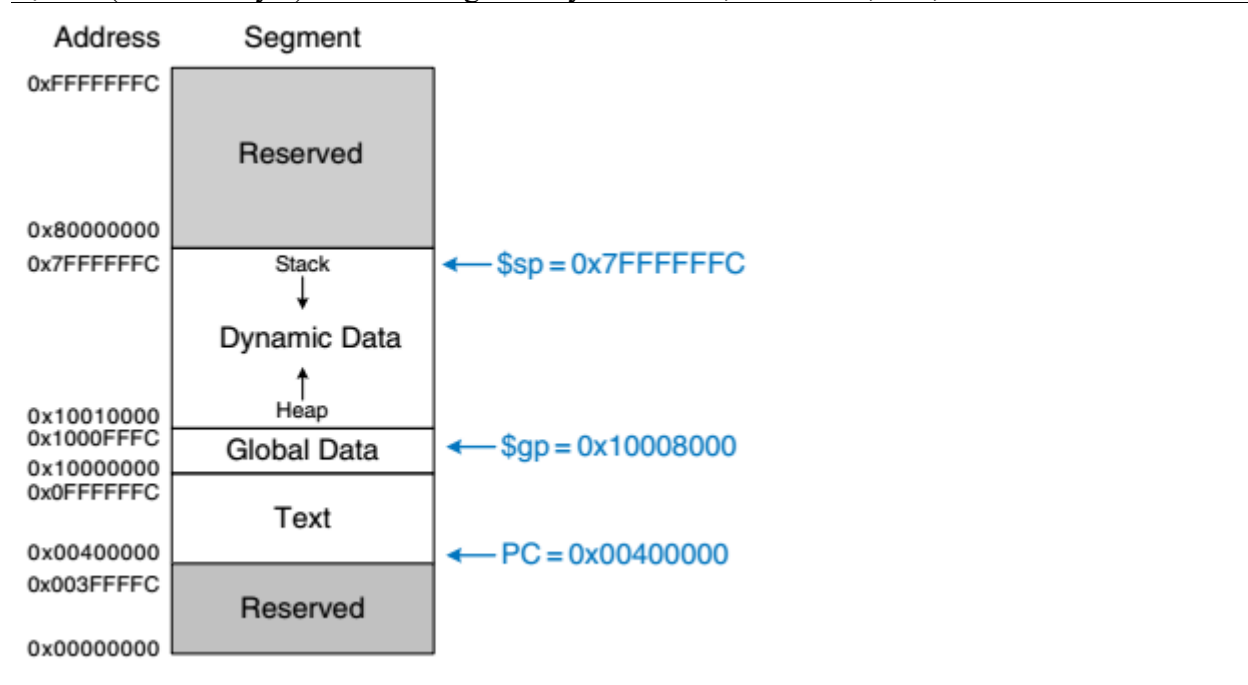 Address Segment
0xFFFFFFFC
Reserved
0x80000000
0x7FFFFFFC Stack $sp = 0x7FFFFFFC
Dynamic Data
Heap
0x10010000
0x1000FFFC
Global Data $gp = 0x10008000
0x10000000
0x0FFFFFFC
Text
0x00400000 PC = 0x00400000
0x003FFFFC
Reserved
0x00000000